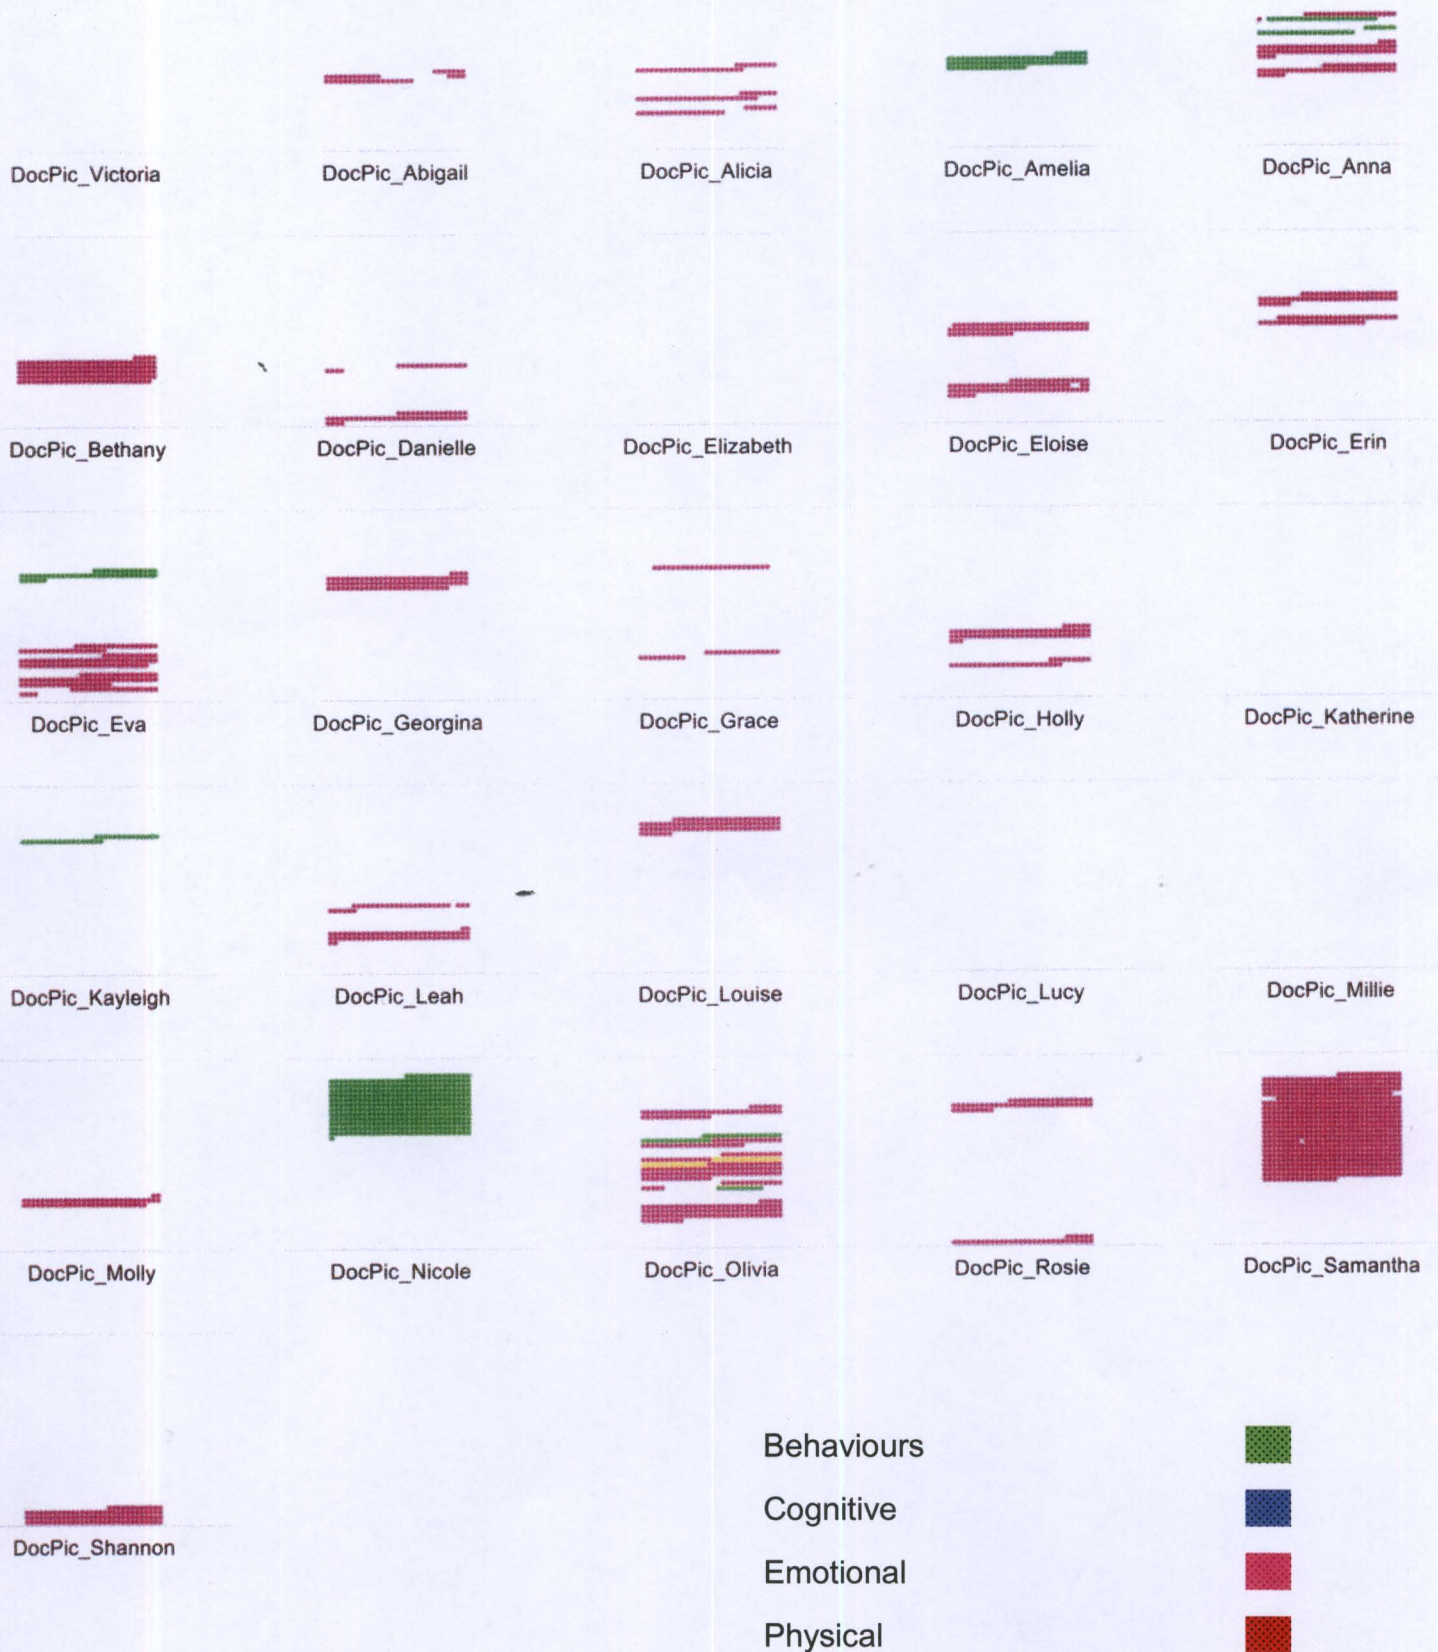 DocPic_Victoria DocPic_Abigail DocPic_Alicia DocPic_Amelia DocPic_Anna
DocPic_Bethany DocPic_Danielle DocPic_Elizabeth DocPic_Eloise DocPic_Erin
DocPic_Eva DocPic_Georgina DocPic_Grace DocPic_Holly DocPic_Katherine
DocPic_Kayleigh DocPic_Leah DocPic_Louise DocPic_Lucy DocPic_Millie
DocPic_Molly DocPic_Nicole DocPic_Olivia DocPic_Rosie DocPic_Samantha
DocPic_Shannon
Behaviours
Cognitive
Emotional
Physical